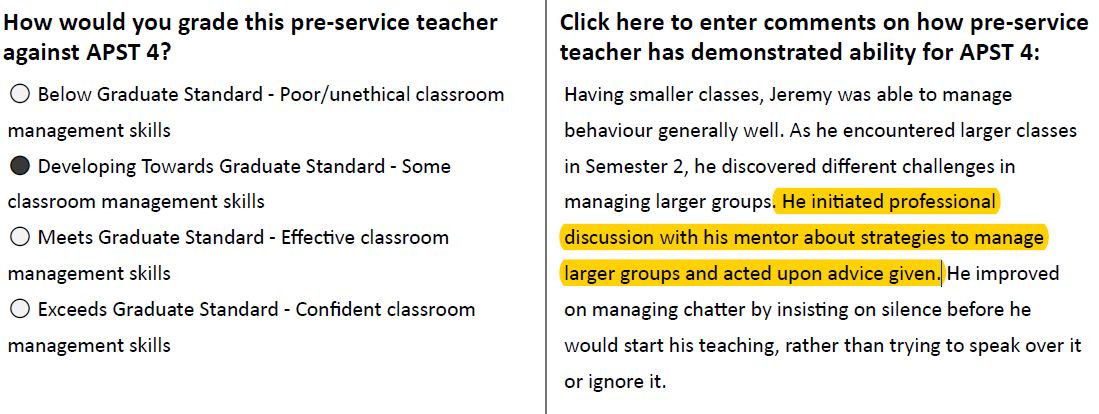 How would you grade this pre-service teacher
against APST 4?
Below Graduate Standard - Poor/unethical classroom
management skills
Developing Towards Graduate Standard - Some
classroom management skills
Meets Graduate Standard - Effective classroom
management skills
Exceeds Graduate Standard - Confident classroom
management skills
Click here to enter comments on how pre-service
teacher has demonstrated ability for APST 4:
Having smaller classes, Jeremy was able to manage
behaviour generally well. As he encountered larger classes
in Semester 2, he discovered different challenges in
managing larger groups. He initiated professional
discussion with his mentor about strategies to manage
larger groups and acted upon advice given. He improved
on managing chatter by insisting on silence before he
would start his teaching, rather than trying to speak over it
or ignore it.